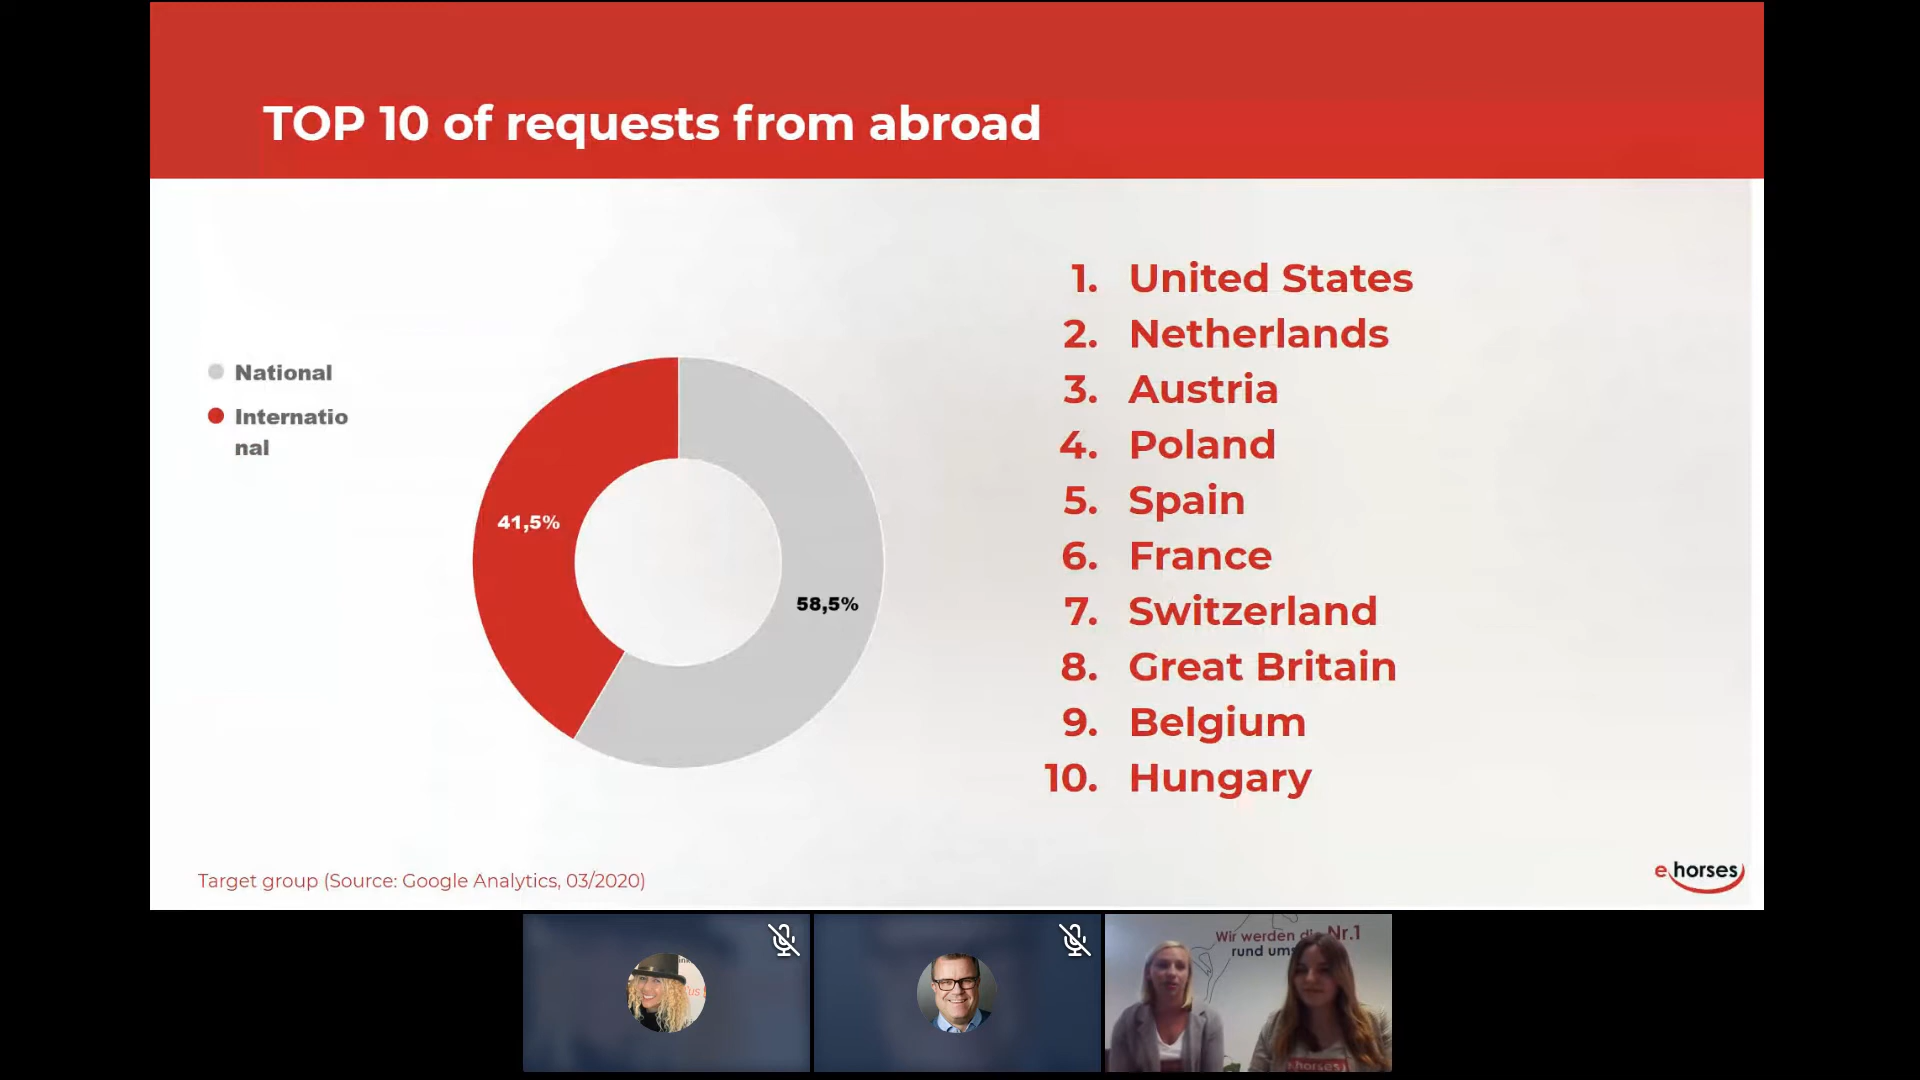 TOP 10 of requests from abroad
National
Internatio
nal
41,5%
58,5%
1. United States
2. Netherlands
3. Austria
4. Poland
5. Spain
6. France
7. Switzerland
8. Great Britain
9. Belgium
10. Hungary
Target group (Source: Google Analytics, 03/2020)
ehorses
Wir werden die Nr.1
rund ums
ehorses